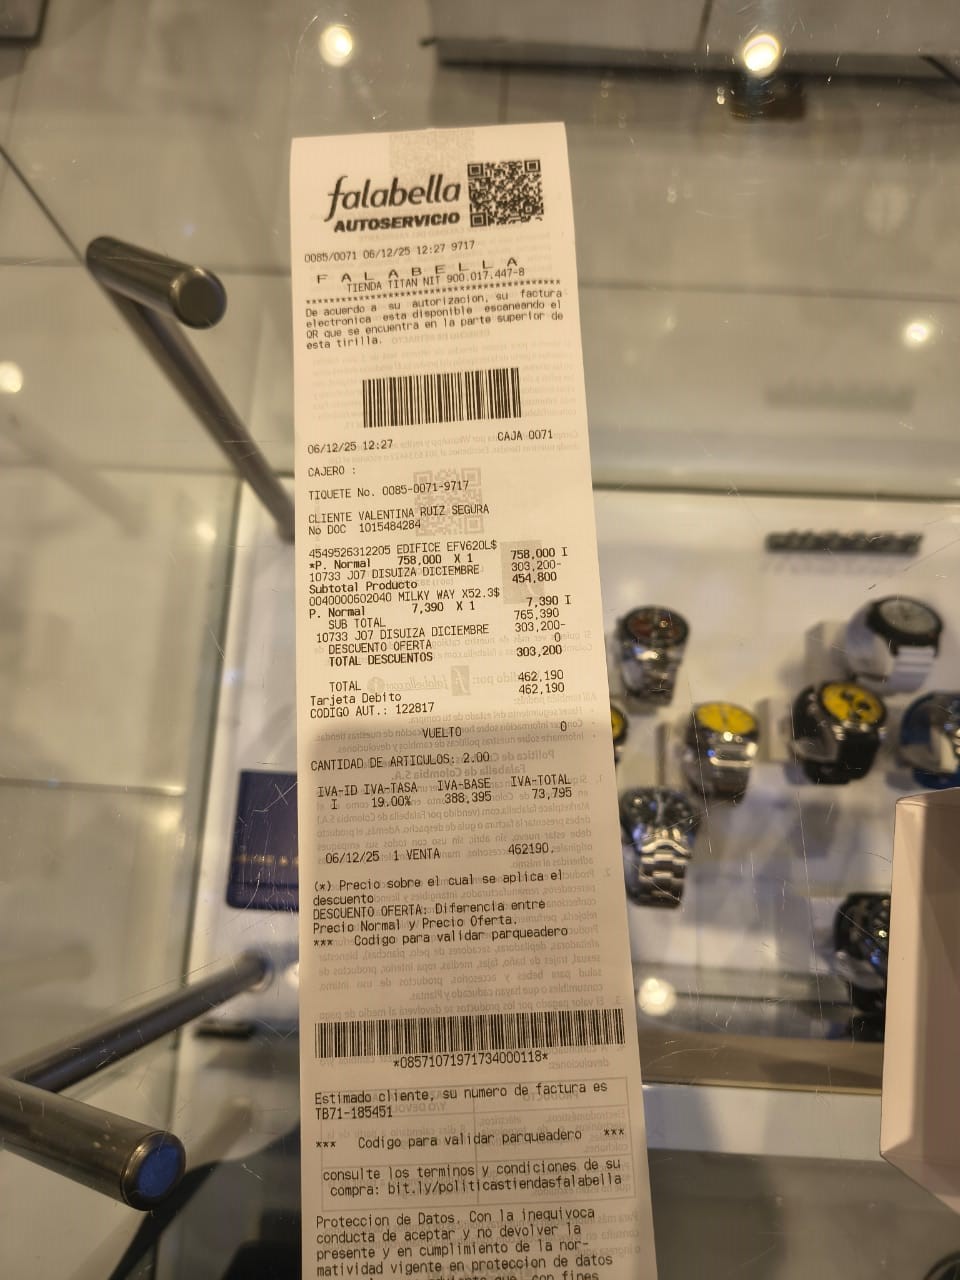 falabella
AUTOSERVICIO
0085/0071 06/12/25 12:27 9717
F A L A B E L L A
TIENDA TITAN NIT 900.017.447-8
******************************************
De acuerdo a su autorizacion, su factura
electronica esta disponible escaneando el
QR que se encuentra en la parte superior de
esta tirilla.
06/12/25 12:27 CAJA 0071
CAJERO :
TIQUETE No. 0085-0071-9717
CLIENTE VALENTINA RUIZ SEGURA
No DOC 1015484284
4549526312205 EDIFICE EFV620L$
*P. Normal 758,000 X 1 758,000 I
10733 J07 DISUIZA DICIEMBRE 303,200-
Subtotal Producto 454,800
0040000602040 MILKY WAY X52.3$
P. Normal 7,390 X 1 7,390 I
SUB TOTAL 765,390
10733 J07 DISUIZA DICIEMBRE 303,200-
DESCUENTO OFERTA 0
TOTAL DESCUENTOS 303,200
TOTAL 462,190
Tarjeta Debito 462,190
CODIGO AUT.: 122817
VUELTO 0
CANTIDAD DE ARTICULOS: 2.00
IVA-ID IVA-TASA IVA-BASE IVA-TOTAL
I 19.00% 388,395 73,795
06/12/25 1 VENTA 462190.
(*) Precio sobre el cual se aplica el
descuento
DESCUENTO OFERTA: Diferencia entre
Precio Normal y Precio Oferta.
*** Codigo para validar parqueadero
*08571071971734000118*
Estimado cliente, su numero de factura es
TB71-185451
*** Codigo para validar parqueadero ***
consulte los terminos y condiciones de su
compra: bit.ly/politicastiendasfalabella
Proteccion de Datos. Con la inequivoca
conducta de aceptar y no devolver la
presente y en cumplimiento de la nor-
matividad vigente en proteccion de datos
con fines